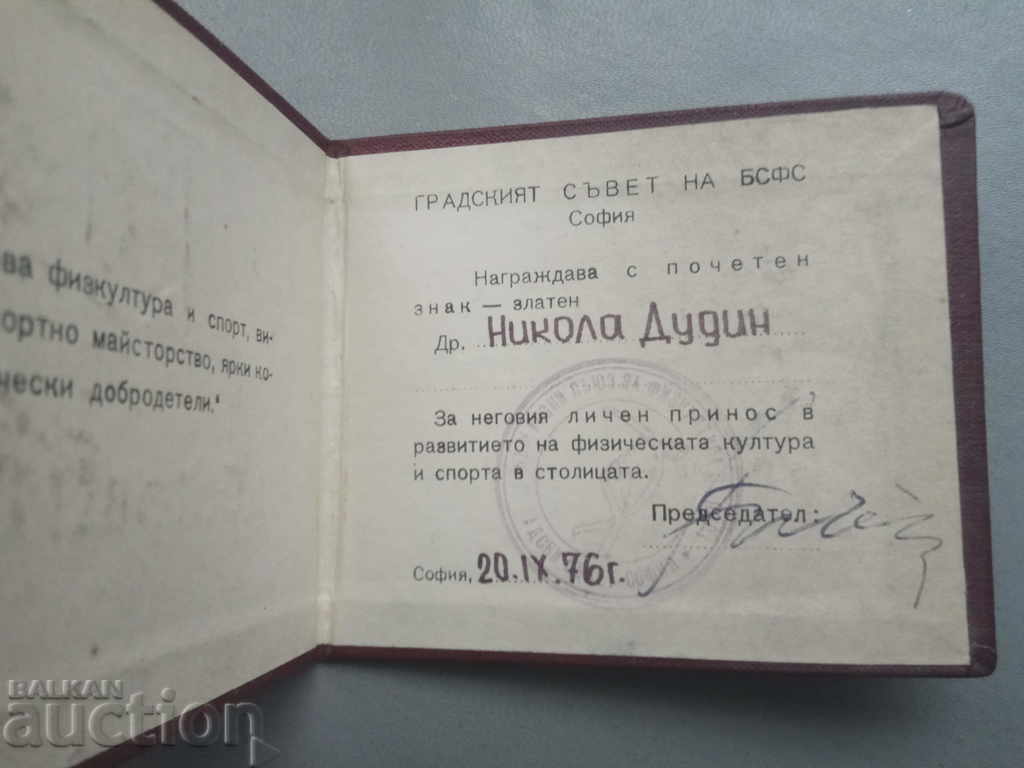 ва физкултура и спорт, ви-
ортно майсторство, ярки ко-
чески добродетели."
ГРАДСКИЯТ СЪВЕТ НА БСФС
София
Награждава с почетен
знак — златен
Др. Никола Дудин
За неговия личен принос в
развитието на физическата култура
и спорта в столицата.
Председател:
София, 20.IX.76г.
BALKAN
auction